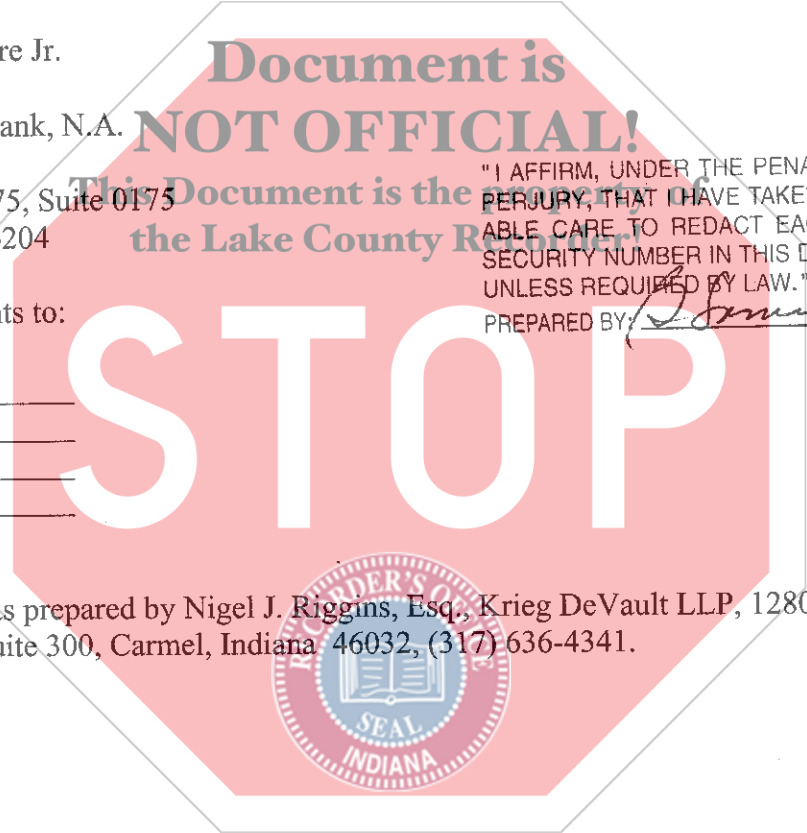 re Jr.
Document is
ank, N.A.
NOT OFFICIAL!
75, Suite 0175
204
This Document is the property of
the Lake County Recorder!
"I AFFIRM, UNDER THE PENA
PERJURY, THAT I HAVE TAKE
ABLE CARE TO REDACT EAC
SECURITY NUMBER IN THIS D
UNLESS REQUIRED BY LAW."
PREPARED BY:
ts to:
STOP
s prepared by Nigel J. Riggins, Esq., Krieg DeVault LLP, 1280
uite 300, Carmel, Indiana 46032, (317) 636-4341.
RECORDER'S OFFICE
SEAL
INDIANA